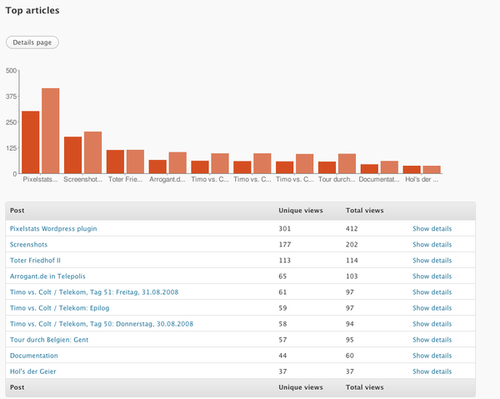 Top articles
Details page
500
375
250
125
0
Pixelstats... Screenshot... Toter Frie... Arrogant.d... Timo vs. C... Timo vs. C... Timo vs. C... Tour durch... Documentat... Hol's der ...
Post Unique views Total views
Pixelstats Wordpress plugin 301 412 Show details
Screenshots 177 202 Show details
Toter Friedhof II 113 114 Show details
Arrogant.de in Telepolis 65 103 Show details
Timo vs. Colt / Telekom, Tag 51: Freitag, 31.08.2008 61 97 Show details
Timo vs. Colt / Telekom: Epilog 59 97 Show details
Timo vs. Colt / Telekom, Tag 50: Donnerstag, 30.08.2008 58 94 Show details
Tour durch Belgien: Gent 57 95 Show details
Documentation 44 60 Show details
Hol's der Geier 37 37 Show details
Post Unique views Total views